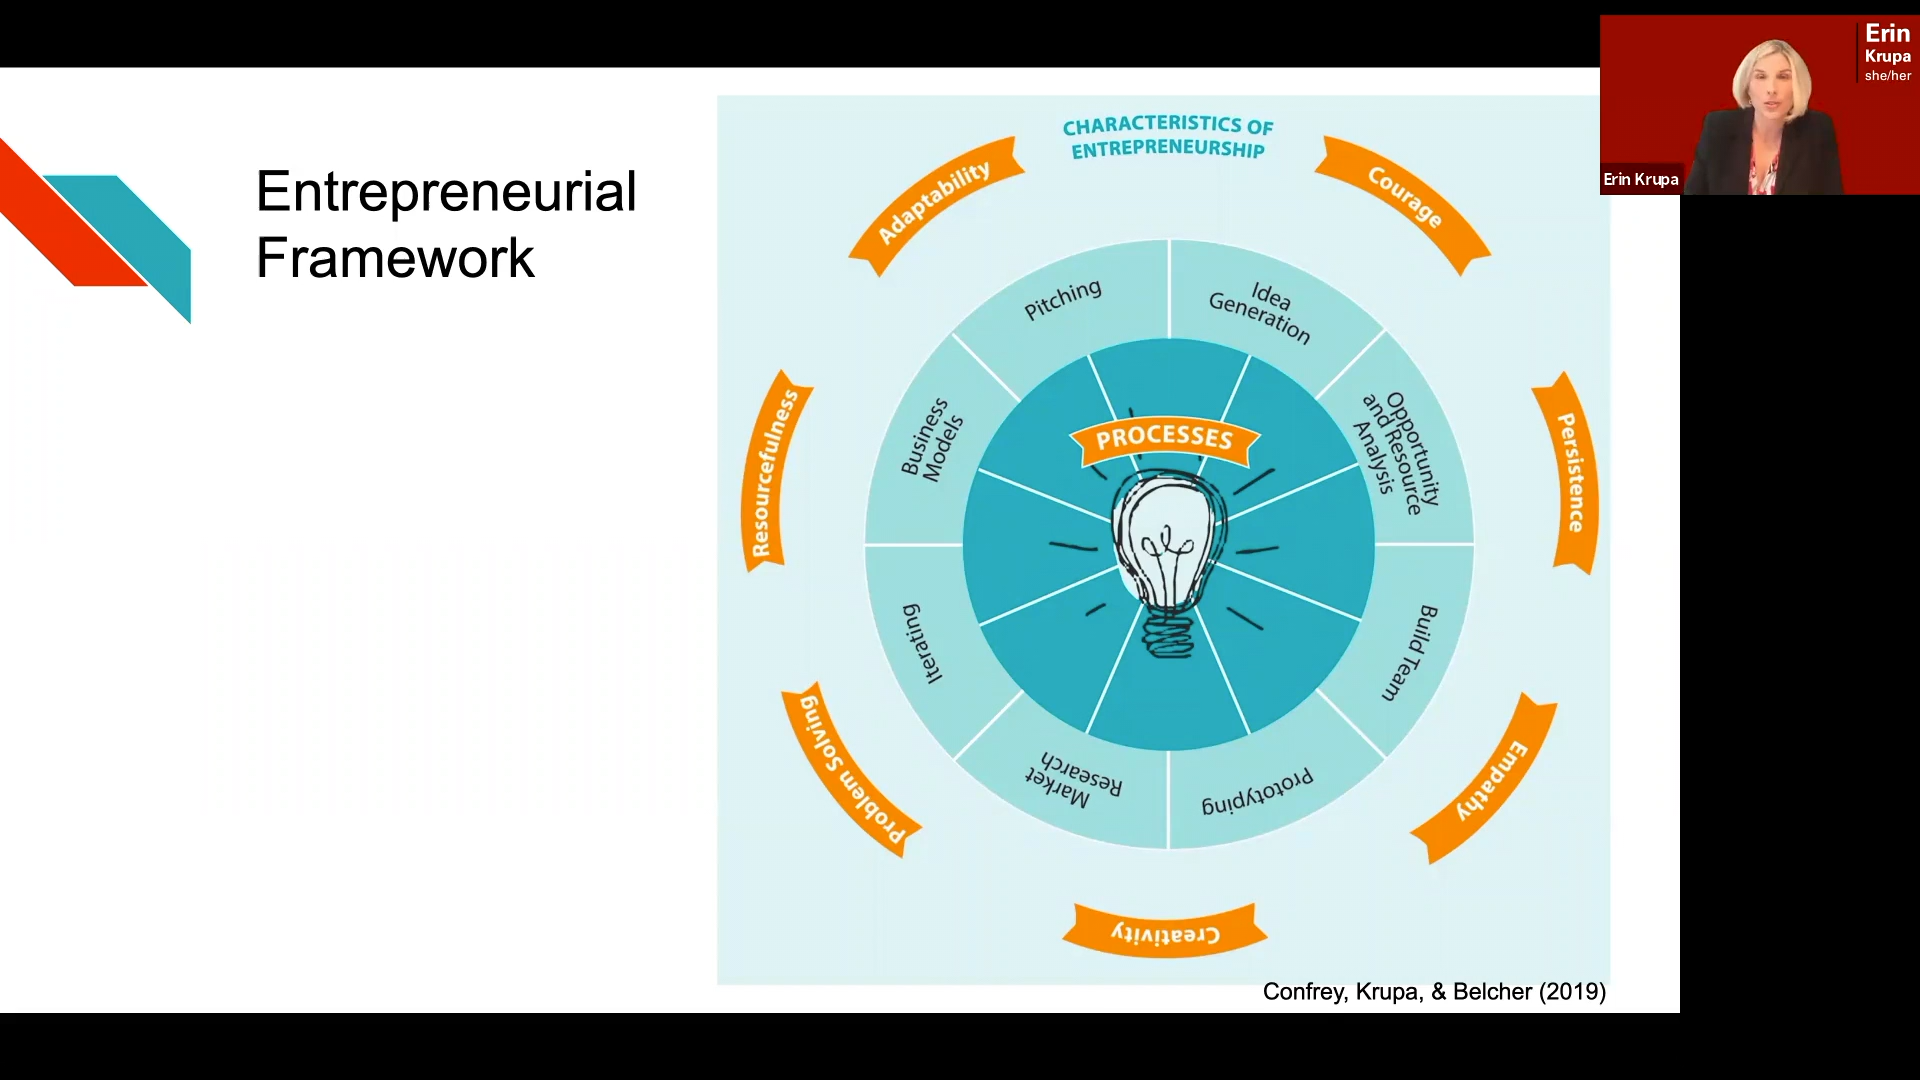 Entrepreneurial
Framework
CHARACTERISTICS OF
ENTREPRENEURSHIP
Adaptability
Courage
Persistence
Empathy
Creativity
Problem Solving
Resourcefulness
PROCESSES
Pitching
Idea
Generation
Opportunity
and Resource
Analysis
Build Team
Prototyping
Market
Research
Iterating
Business
Models
Confrey, Krupa, & Belcher (2019)
Erin
Krupa
she/her
Erin Krupa